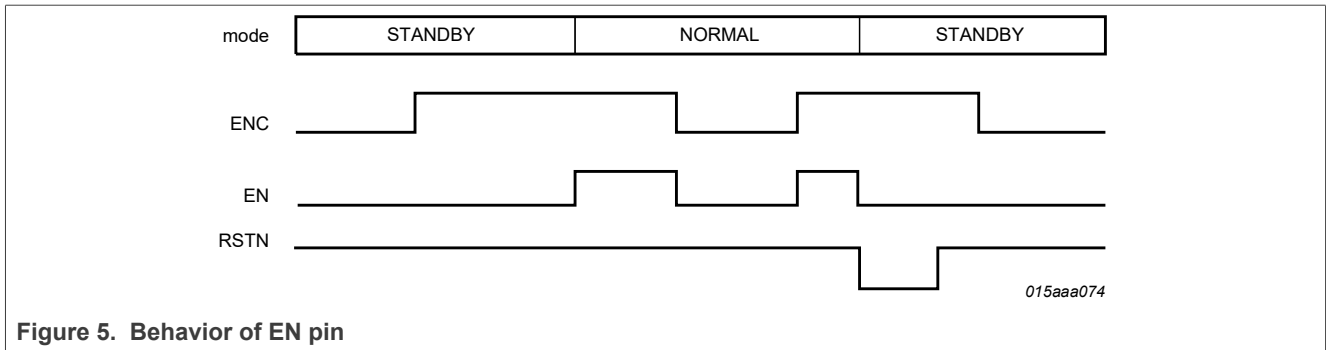 mode STANDBY NORMAL STANDBY
ENC
EN
RSTN
015aaa074
Figure 5. Behavior of EN pin